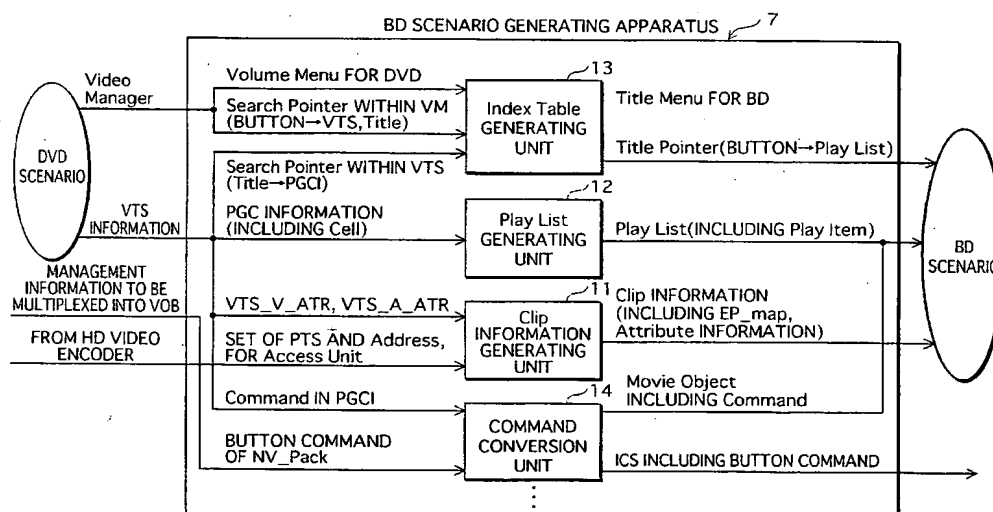 BD SCENARIO GENERATING APPARATUS
7
Video
Manager
DVD
SCENARIO
VTS
INFORMATION
MANAGEMENT
INFORMATION TO BE
MULTIPLEXED INTO VOB
FROM HD VIDEO
ENCODER
Volume Menu FOR DVD
Search Pointer WITHIN VM
(BUTTON→VTS,Title)
Search Pointer WITHIN VTS
(Title→PGCI)
PGC INFORMATION
(INCLUDING Cell)
VTS_V_ATR, VTS_A_ATR
SET OF PTS AND Address,
FOR Access Unit
Command IN PGCI
BUTTON COMMAND
OF NV_Pack
13
Index Table
GENERATING
UNIT
12
Play List
GENERATING
UNIT
11
Clip
INFORMATION
GENERATING
UNIT
14
COMMAND
CONVERSION
UNIT
Title Menu FOR BD
Title Pointer(BUTTON→Play List)
Play List(INCLUDING Play Item)
Clip INFORMATION
(INCLUDING EP_map,
Attribute INFORMATION)
Movie Object
INCLUDING Command
ICS INCLUDING BUTTON COMMAND
BD
SCENARIO